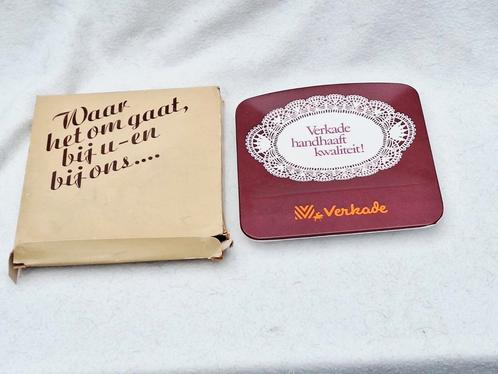 Waar
het om gaat,
bij u-en
bij ons....
Verkade
handhaaft
kwaliteit!
Verkade